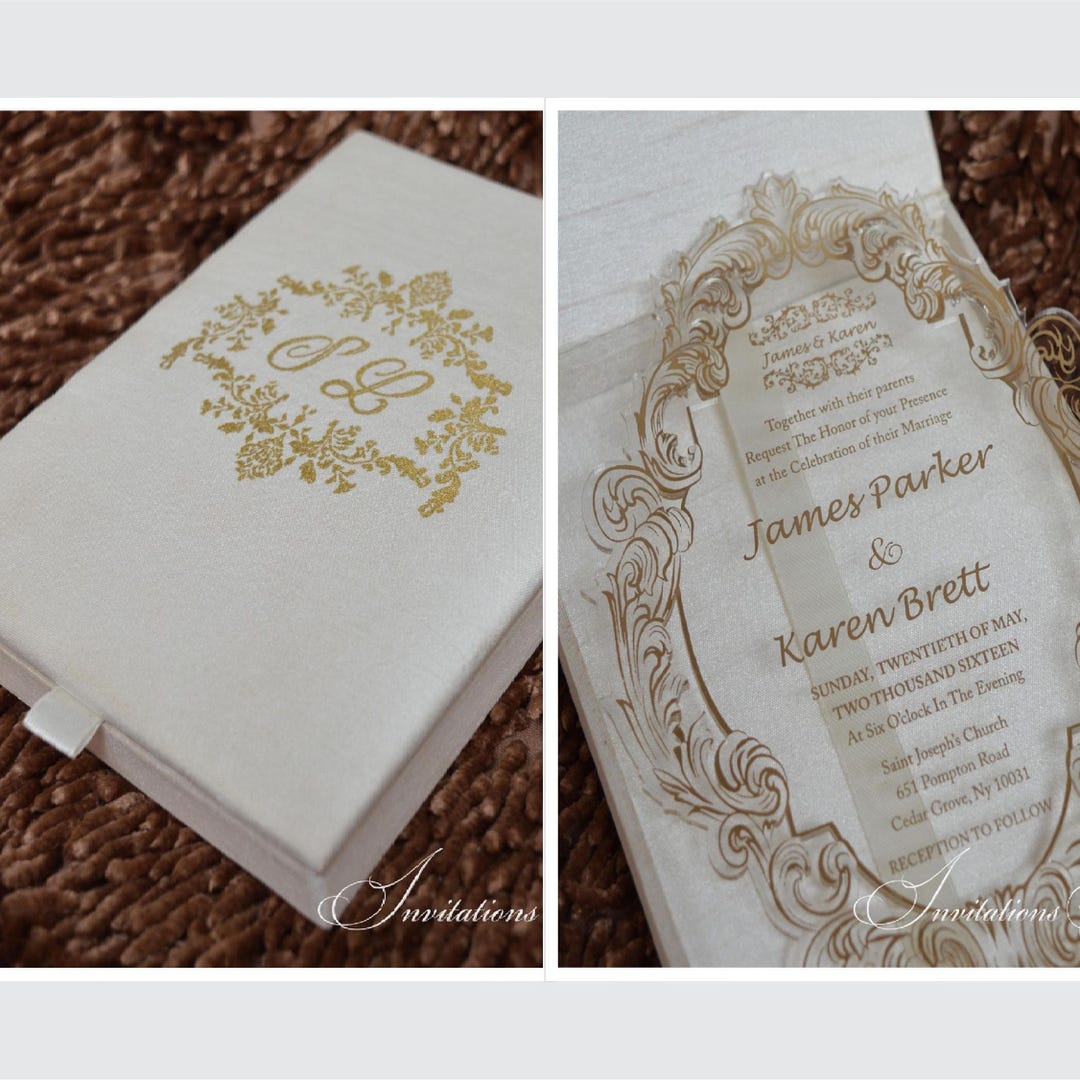 S L
Invitations
James & Karen
Together with their parents
Request The Honor of your Presence
at the Celebration of their Marriage
James Parker
&
Karen Brett
SUNDAY, TWENTIETH OF MAY,
TWO THOUSAND SIXTEEN
At Six O'clock In The Evening
Saint Joseph's Church
651 Pompton Road
Cedar Grove, Ny 10031
RECEPTION TO FOLLOW
Invitations